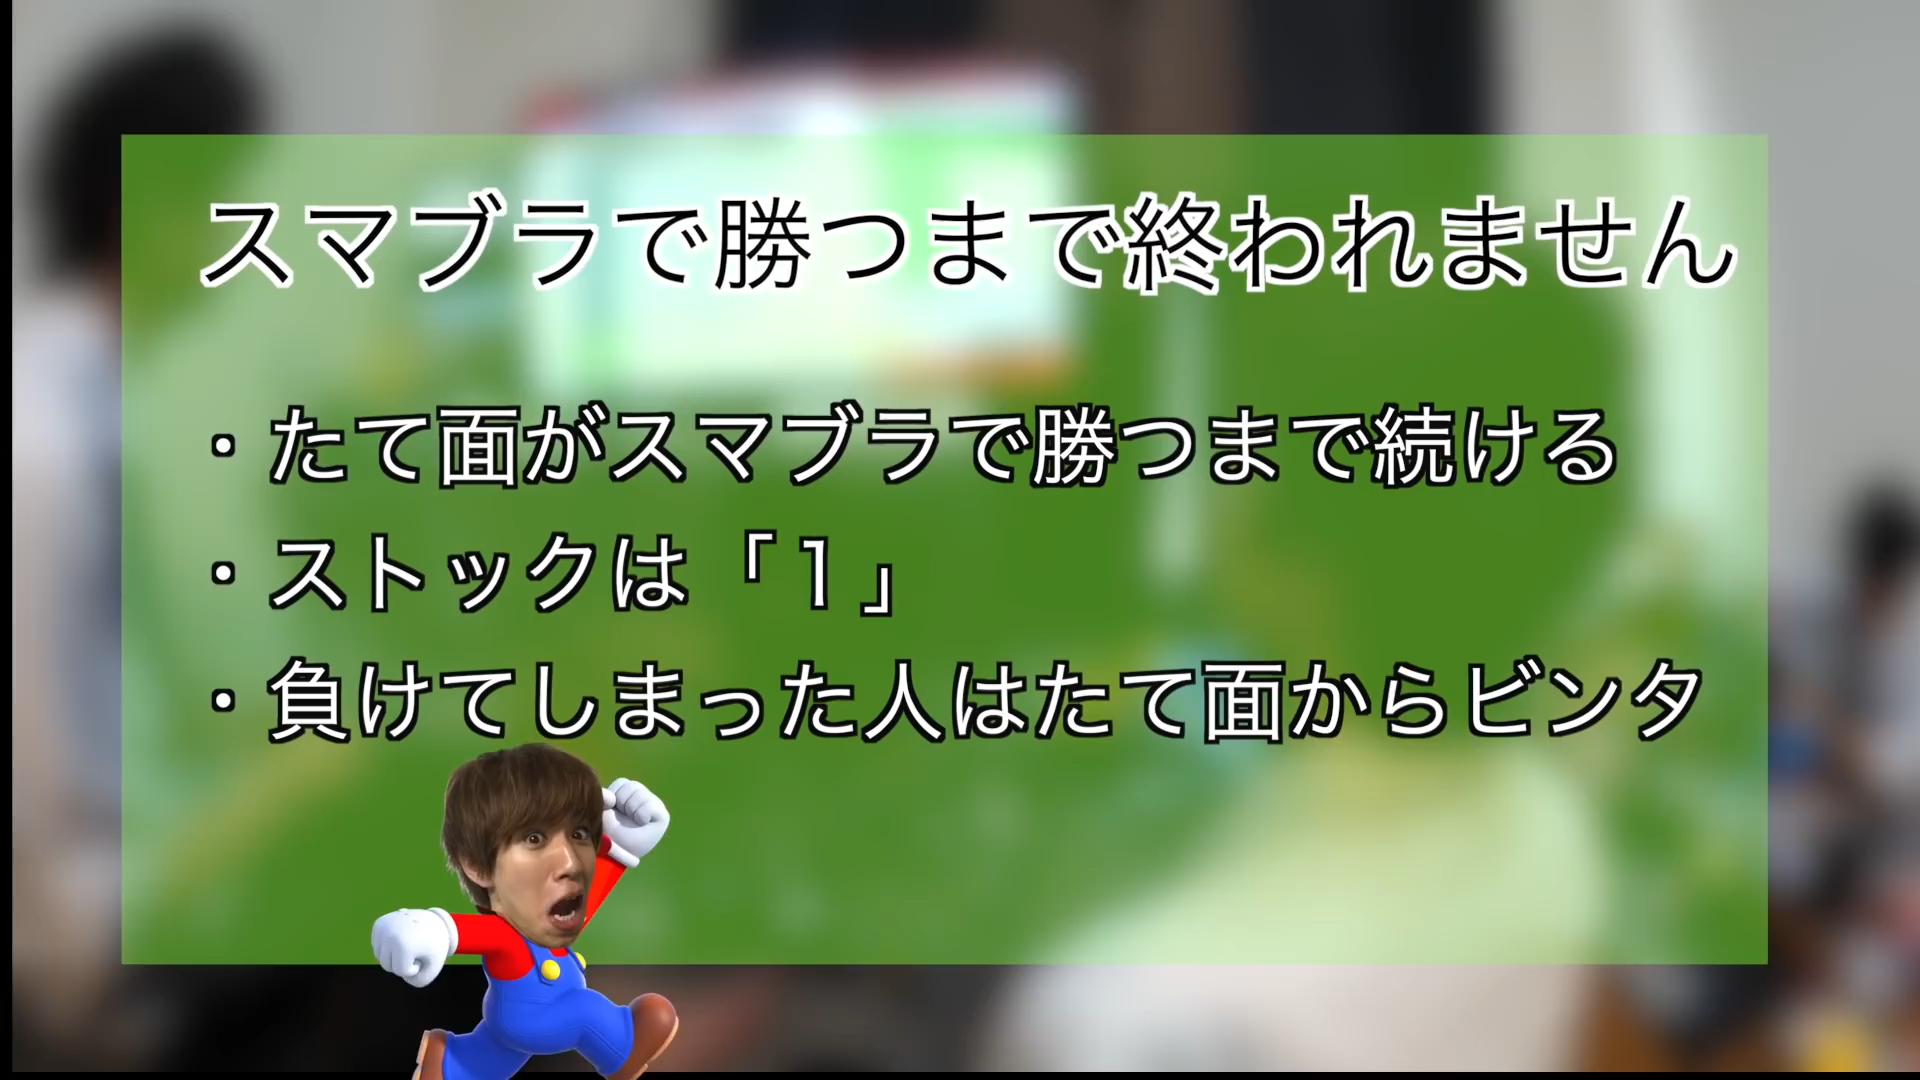 スマブラで勝つまで終われません
・たて面がスマブラで勝つまで続ける
・ストックは「１」
・負けてしまった人はたて面からビンタ